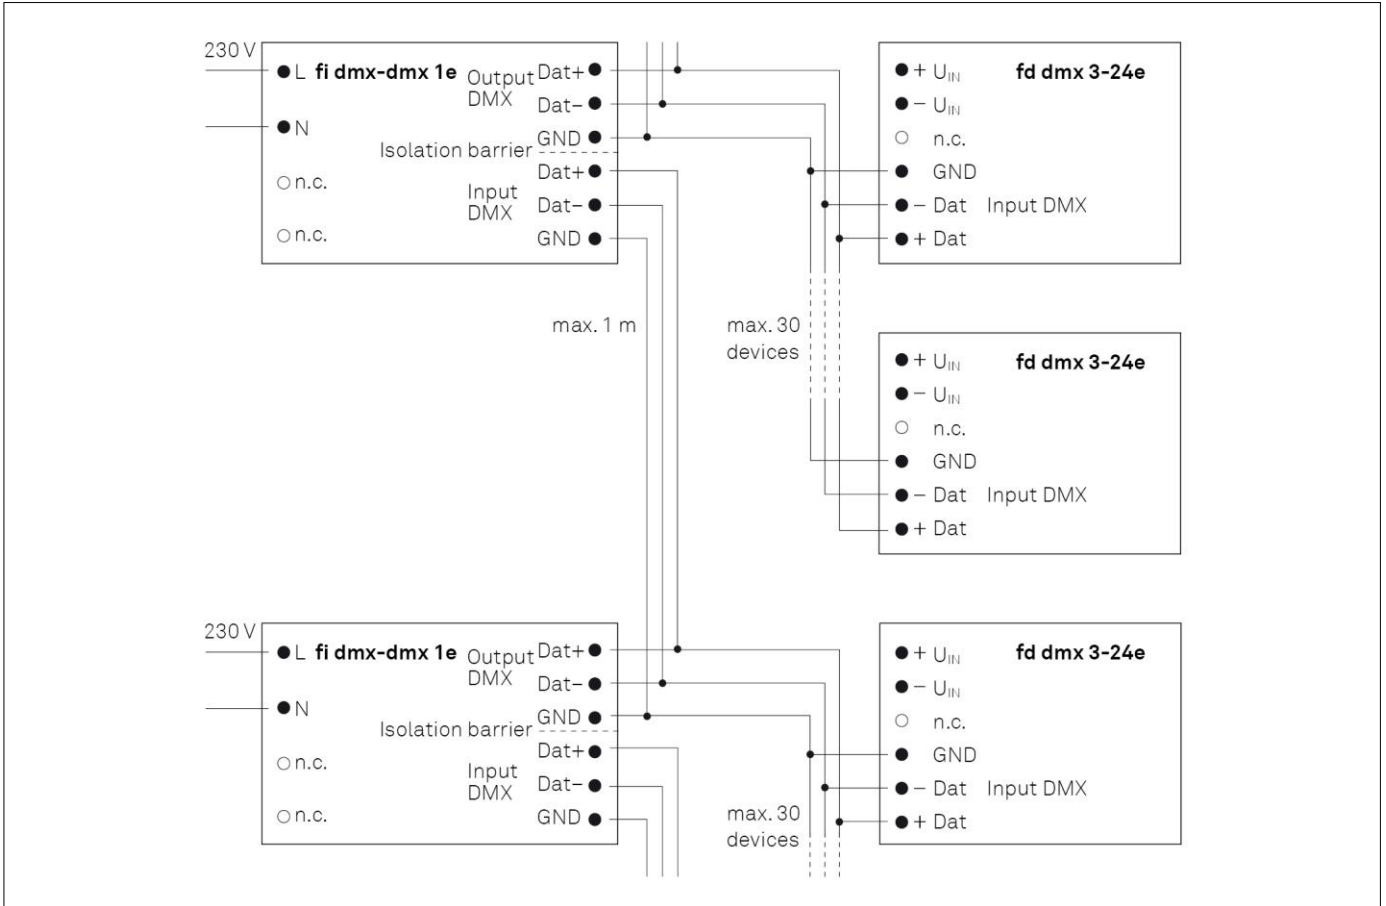 230 V
L fi dmx-dmx 1e
N
n.c.
n.c.
Output
DMX
Dat+
Dat–
GND
Isolation barrier
Input
DMX
Dat+
Dat–
GND
+ UIN
fd dmx 3-24e
– UIN
n.c.
GND
– Dat Input DMX
+ Dat
max. 1 m
max. 30
devices
+ UIN
fd dmx 3-24e
– UIN
n.c.
GND
– Dat Input DMX
+ Dat
230 V
L fi dmx-dmx 1e
N
n.c.
n.c.
Output
DMX
Dat+
Dat–
GND
Isolation barrier
Input
DMX
Dat+
Dat–
GND
max. 30
devices
+ UIN
fd dmx 3-24e
– UIN
n.c.
GND
– Dat Input DMX
+ Dat